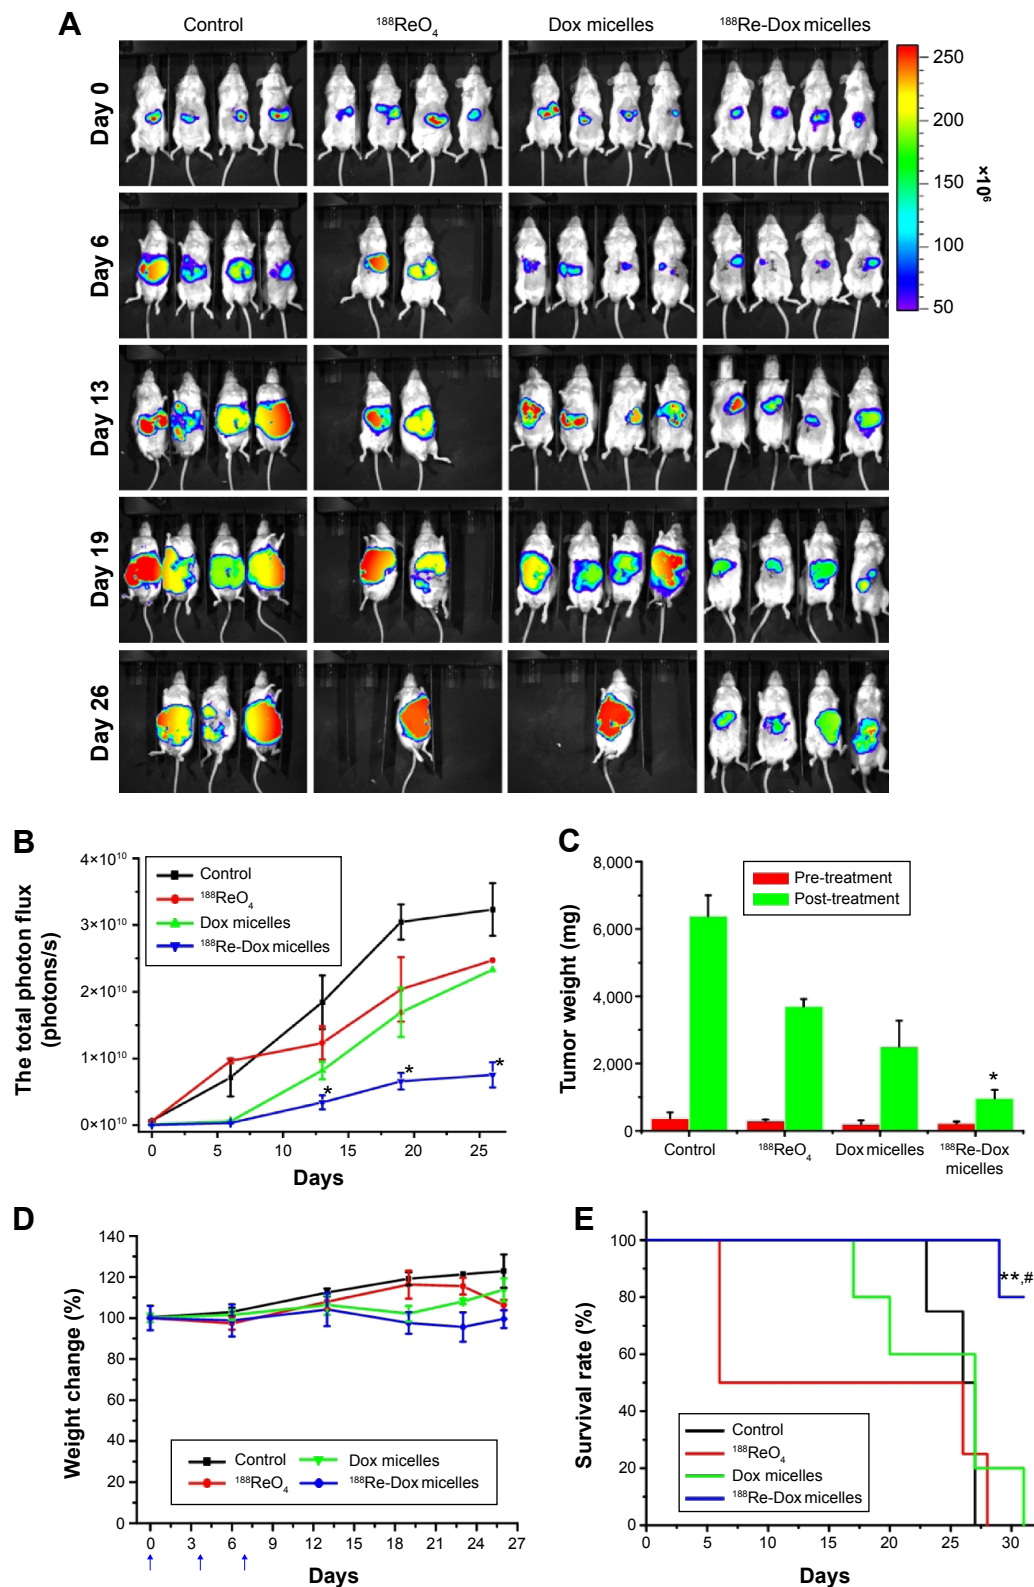 A
Control
¹⁸⁸ReO₄
Dox micelles
¹⁸⁸Re-Dox micelles
Day 0
Day 6
Day 13
Day 19
Day 26
250
200
150
100
50
×10⁶
B
The total photon flux
(photons/s)
4×10¹⁰
3×10¹⁰
2×10¹⁰
1×10¹⁰
0×10¹⁰
Control
¹⁸⁸ReO₄
Dox micelles
¹⁸⁸Re-Dox micelles
*
*
*
0 5 10 15 20 25
Days
C
Tumor weight (mg)
8,000
6,000
4,000
2,000
0
Pre-treatment
Post-treatment
*
Control
¹⁸⁸ReO₄
Dox micelles
¹⁸⁸Re-Dox
micelles
D
Weight change (%)
140
120
100
80
60
40
20
0
Control
Dox micelles
¹⁸⁸ReO₄
¹⁸⁸Re-Dox micelles
0 3 6 9 12 15 18 21 24 27
Days
E
Survival rate (%)
100
80
60
40
20
0
**,#
Control
¹⁸⁸ReO₄
Dox micelles
¹⁸⁸Re-Dox micelles
0 5 10 15 20 25 30
Days